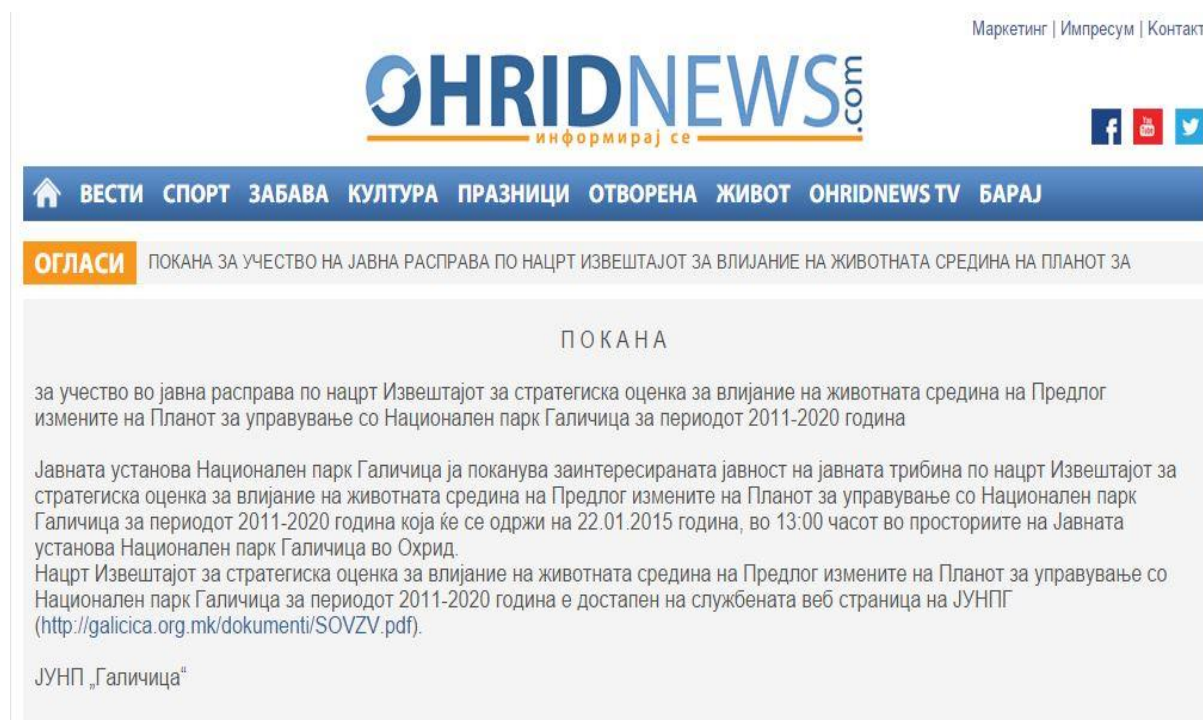 Маркетинг | Импресум | Контакт
OHRIDNEWS.com
информирај се
ВЕСТИ СПОРТ ЗАБАВА КУЛТУРА ПРАЗНИЦИ ОТВОРЕНА ЖИВОТ OHRIDNEWS TV БАРАЈ
ОГЛАСИ ПОКАНА ЗА УЧЕСТВО НА ЈАВНА РАСПРАВА ПО НАЦРТ ИЗВЕШТАЈОТ ЗА ВЛИЈАНИЕ НА ЖИВОТНАТА СРЕДИНА НА ПЛАНОТ ЗА
П О К А Н А
за учество во јавна расправа по нацрт Извештајот за стратегиска оценка за влијание на животната средина на Предлог
измените на Планот за управување со Национален парк Галичица за периодот 2011-2020 година
Јавната установа Национален парк Галичица ја поканува заинтересираната јавност на јавната трибина по нацрт Извештајот за
стратегиска оценка за влијание на животната средина на Предлог измените на Планот за управување со Национален парк
Галичица за периодот 2011-2020 година која ќе се одржи на 22.01.2015 година, во 13:00 часот во просториите на Јавната
установа Национален парк Галичица во Охрид.
Нацрт Извештајот за стратегиска оценка за влијание на животната средина на Предлог измените на Планот за управување со
Национален парк Галичица за периодот 2011-2020 година е достапен на службената веб страница на ЈУНПГ
(http://galicica.org.mk/dokumenti/SOVZV.pdf).
ЈУНП „Галичица“